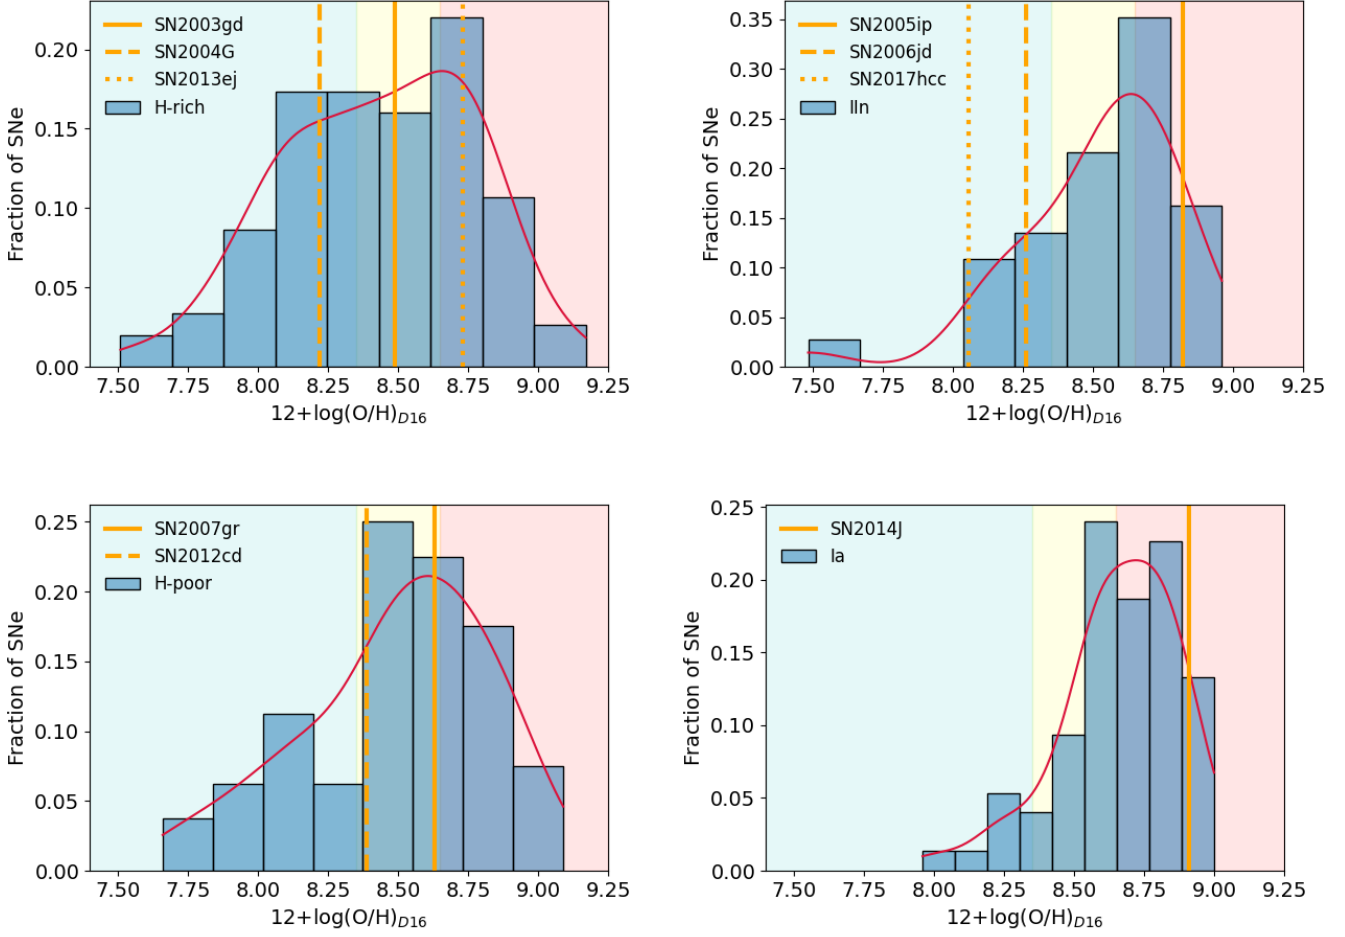 SN2003gd
SN2004G
SN2013ej
H-rich
0.20
0.15
0.10
0.05
0.00
Fraction of SNe
7.50 7.75 8.00 8.25 8.50 8.75 9.00 9.25
12+log(O/H)D16
SN2005ip
SN2006jd
SN2017hcc
IIn
0.35
0.30
0.25
0.20
0.15
0.10
0.05
0.00
Fraction of SNe
7.50 7.75 8.00 8.25 8.50 8.75 9.00 9.25
12+log(O/H)D16
SN2007gr
SN2012cd
H-poor
0.25
0.20
0.15
0.10
0.05
0.00
Fraction of SNe
7.50 7.75 8.00 8.25 8.50 8.75 9.00 9.25
12+log(O/H)D16
SN2014J
Ia
0.25
0.20
0.15
0.10
0.05
0.00
Fraction of SNe
7.50 7.75 8.00 8.25 8.50 8.75 9.00 9.25
12+log(O/H)D16